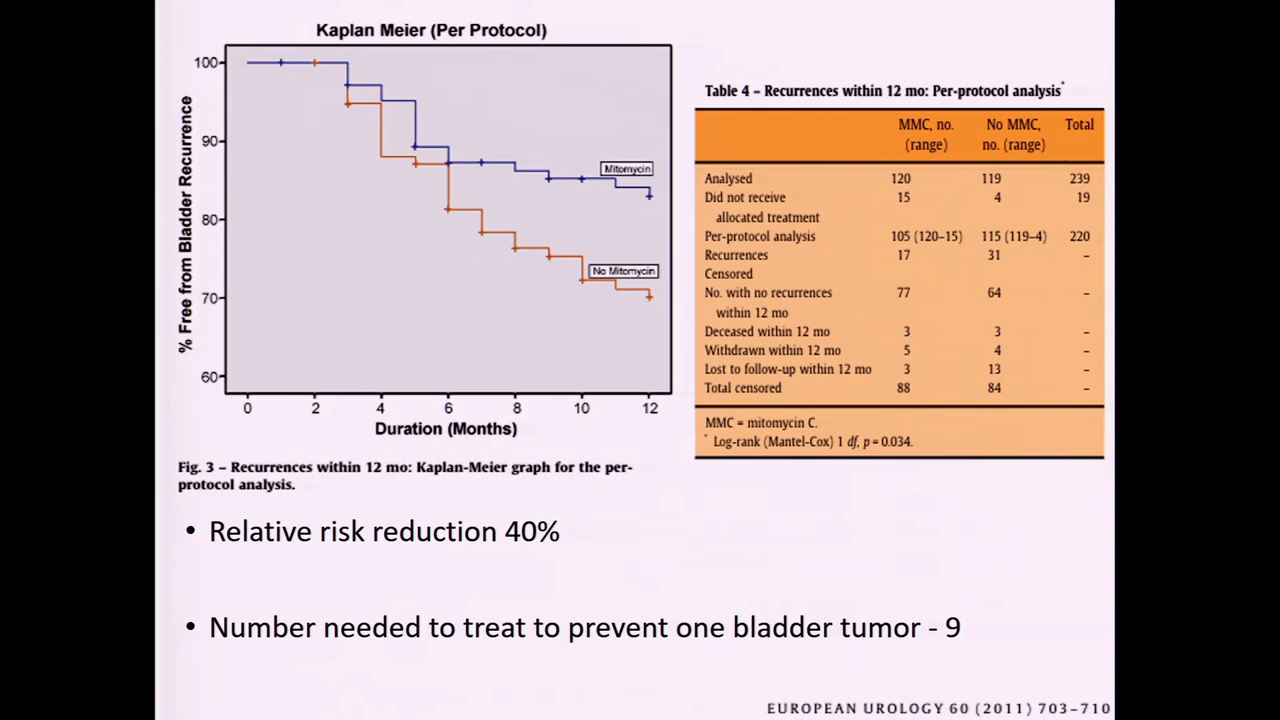 Kaplan Meier (Per Protocol)
% Free from Bladder Recurrence
100
90
80
70
60
Mitomycin
No Mitomycin
0 2 4 6 8 10 12
Duration (Months)
Fig. 3 – Recurrences within 12 mo: Kaplan-Meier graph for the per-
protocol analysis.
Table 4 – Recurrences within 12 mo: Per-protocol analysis*
MMC, no. No MMC, Total
(range) no. (range)
Analysed 120 119 239
Did not receive 15 4 19
allocated treatment
Per-protocol analysis 105 (120–15) 115 (119–4) 220
Recurrences 17 31 –
Censored
No. with no recurrences 77 64 –
within 12 mo
Deceased within 12 mo 3 3 –
Withdrawn within 12 mo 5 4 –
Lost to follow-up within 12 mo 3 13 –
Total censored 88 84 –
MMC = mitomycin C.
* Log-rank (Mantel-Cox) 1 df, p = 0.034.
• Relative risk reduction 40%
• Number needed to treat to prevent one bladder tumor - 9
EUROPEAN UROLOGY 60 (2011) 703–710